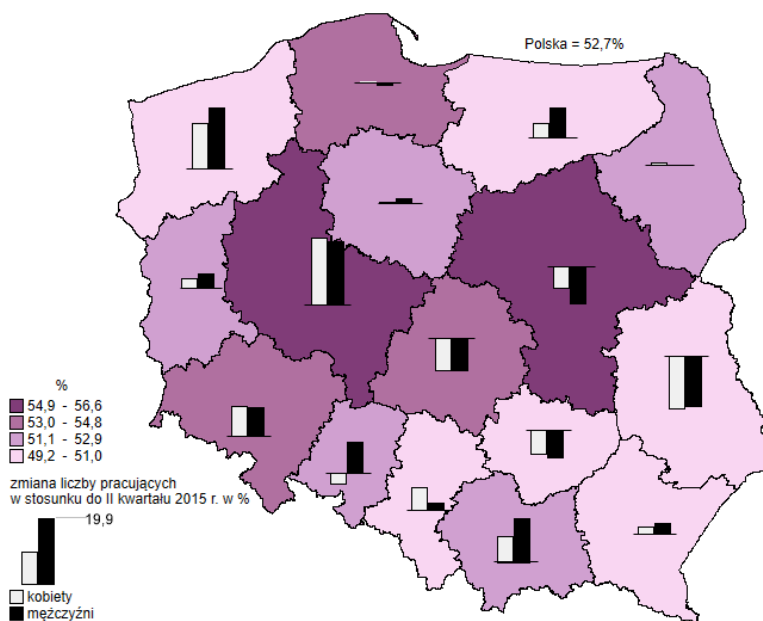 Polska = 52,7%
%
54,9 - 56,6
53,0 - 54,8
51,1 - 52,9
49,2 - 51,0
zmiana liczby pracujących
w stosunku do II kwartału 2015 r. w %
19,9
kobiety
mężczyźni